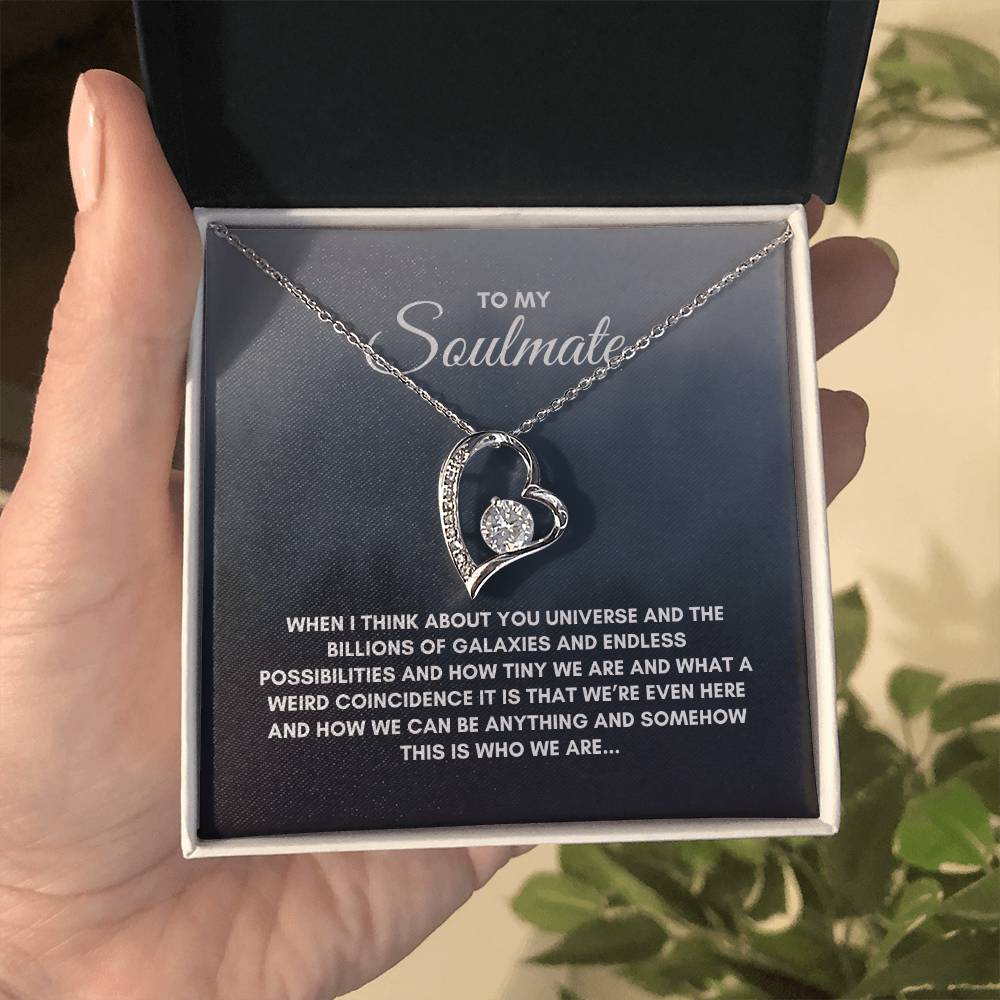 TO MY
Soulmate
WHEN I THINK ABOUT YOU UNIVERSE AND THE
BILLIONS OF GALAXIES AND ENDLESS
POSSIBILITIES AND HOW TINY WE ARE AND WHAT A
WEIRD COINCIDENCE IT IS THAT WE'RE EVEN HERE
AND HOW WE CAN BE ANYTHING AND SOMEHOW
THIS IS WHO WE ARE...